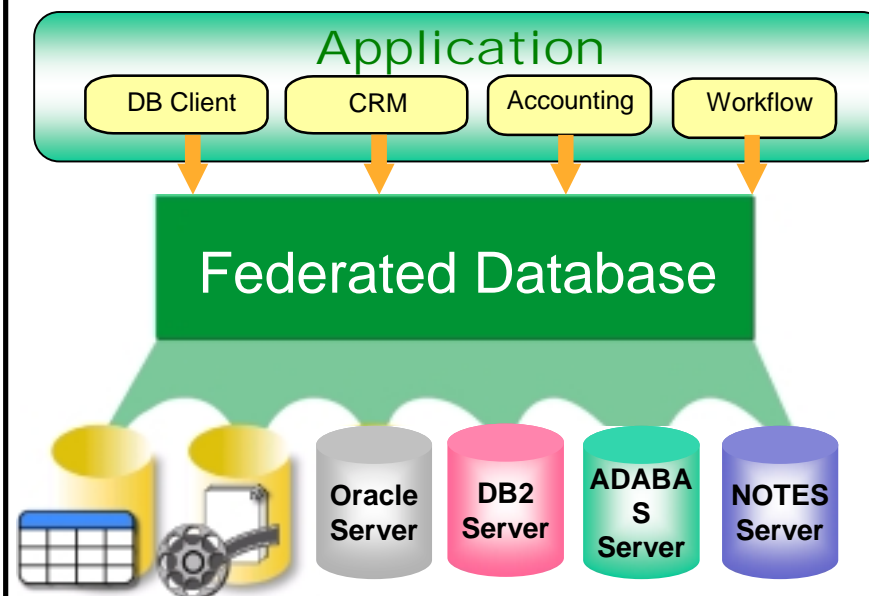 Application
DB Client
CRM
Accounting
Workflow
Federated Database
Oracle
Server
DB2
Server
ADABA
S
Server
NOTES
Server